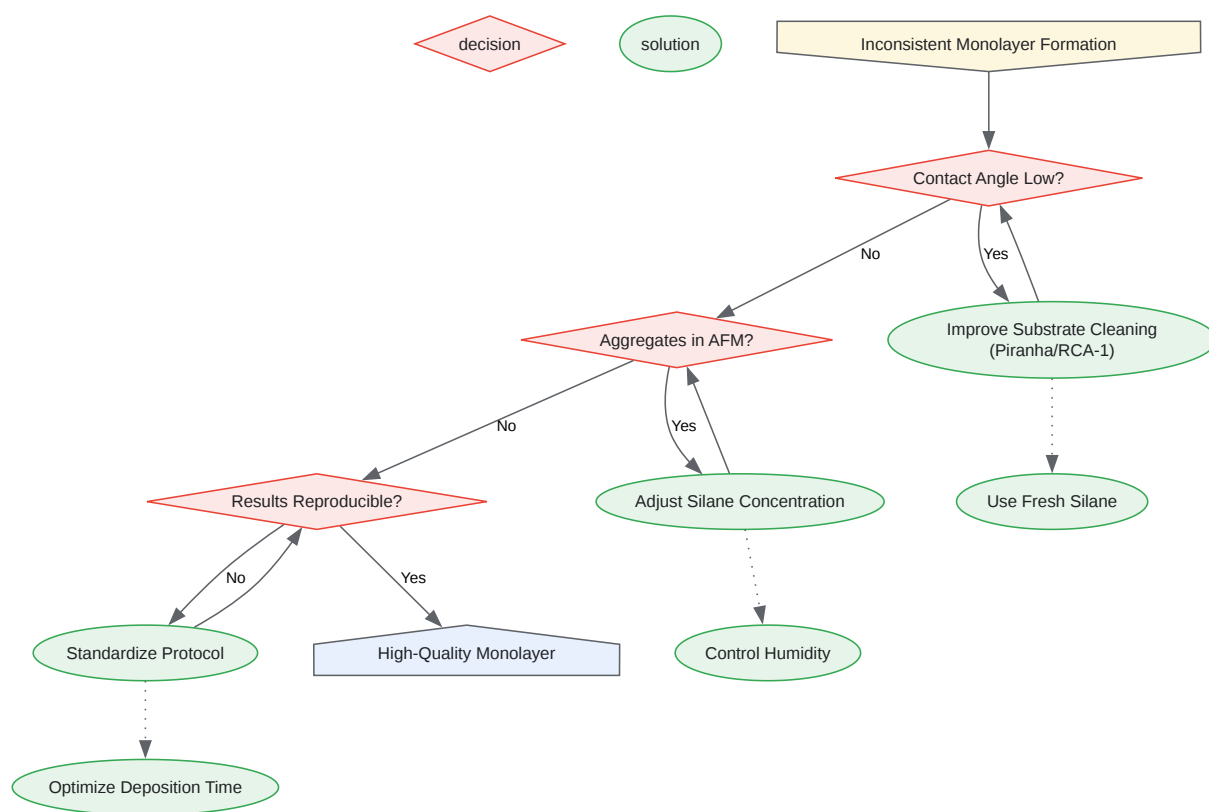 decision
solution
Inconsistent Monolayer Formation
Contact Angle Low?
No
Yes
Aggregates in AFM?
Improve Substrate Cleaning
(Piranha/RCA-1)
No
Yes
Results Reproducible?
Adjust Silane Concentration
Use Fresh Silane
No
Yes
Standardize Protocol
High-Quality Monolayer
Control Humidity
Optimize Deposition Time